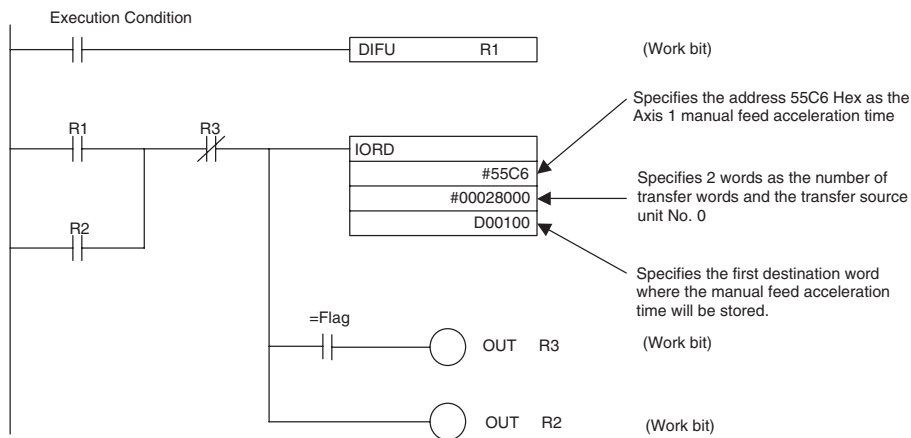 Execution Condition
DIFU R1 (Work bit)
Specifies the address 55C6 Hex as the
Axis 1 manual feed acceleration time
R1 R3
IORD
#55C6
#00028000
D00100
Specifies 2 words as the number of
transfer words and the transfer source
unit No. 0
R2
Specifies the first destination word
where the manual feed acceleration
time will be stored.
=Flag
OUT R3 (Work bit)
OUT R2 (Work bit)